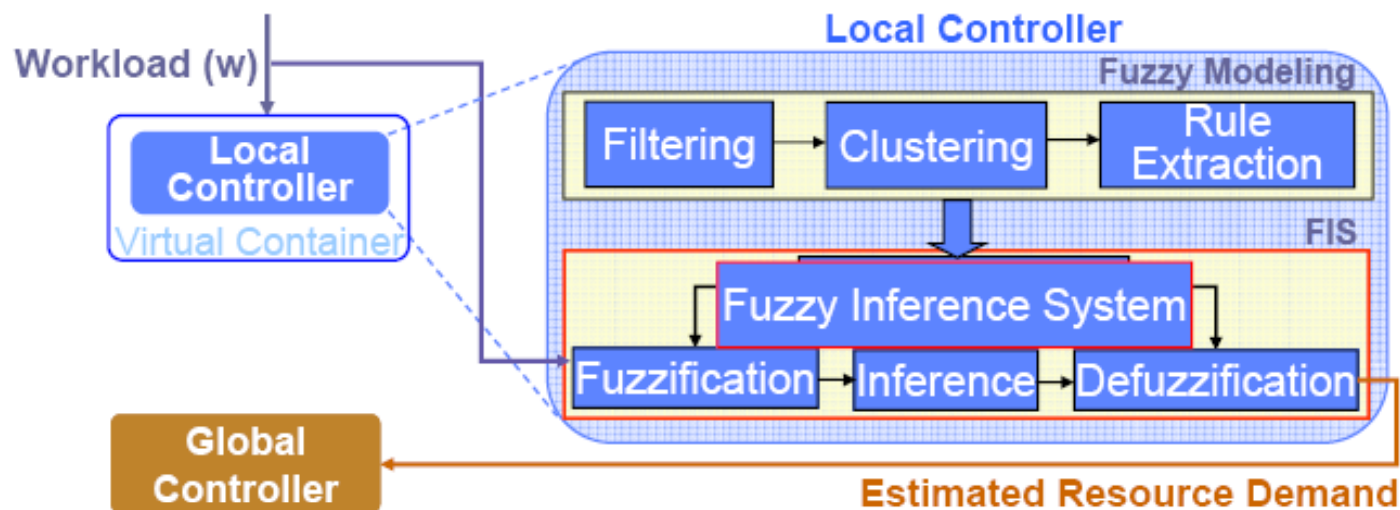 Local Controller
Workload (w)
Fuzzy Modeling
Filtering
Clustering
Rule
Extraction
Local
Controller
Virtual Container
FIS
Fuzzy Inference System
Fuzzification
Inference
Defuzzification
Global
Controller
Estimated Resource Demand